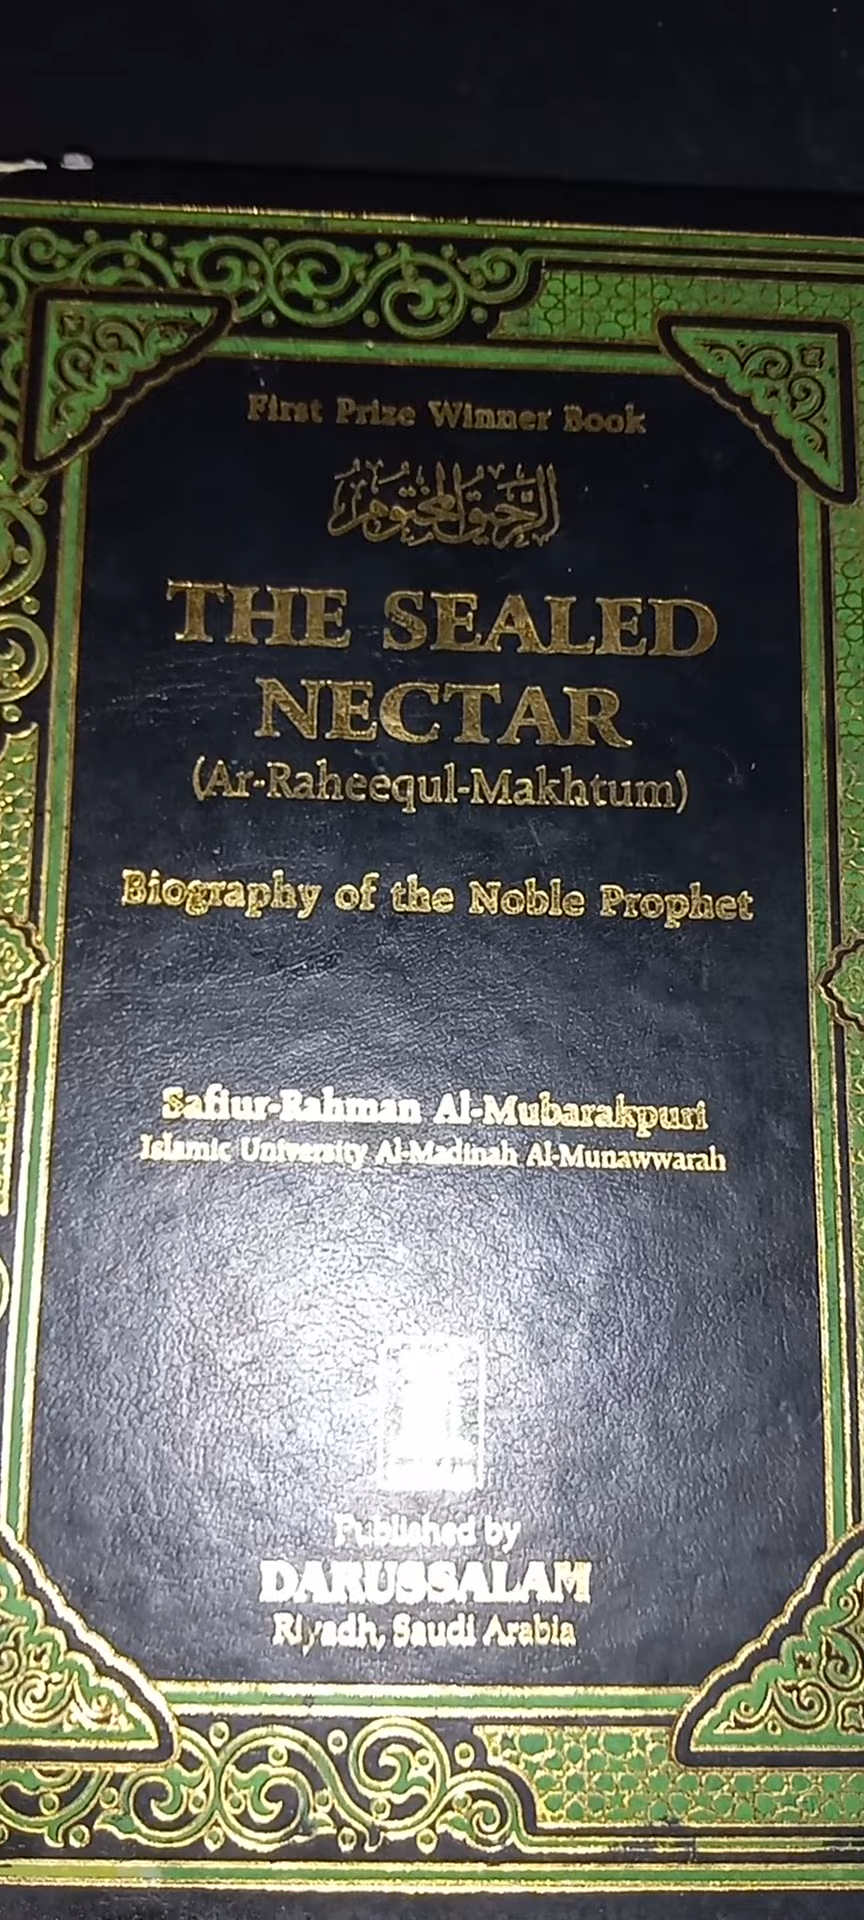 First Prize Winner Book
الرحيق المختوم
THE SEALED
NECTAR
(Ar-Raheequl-Makhtum)
Biography of the Noble Prophet
Safiur-Rahman Al-Mubarakpuri
Islamic University Al-Madinah Al-Munawwarah
Published by
DARUSSALAM
Riyadh, Saudi Arabia